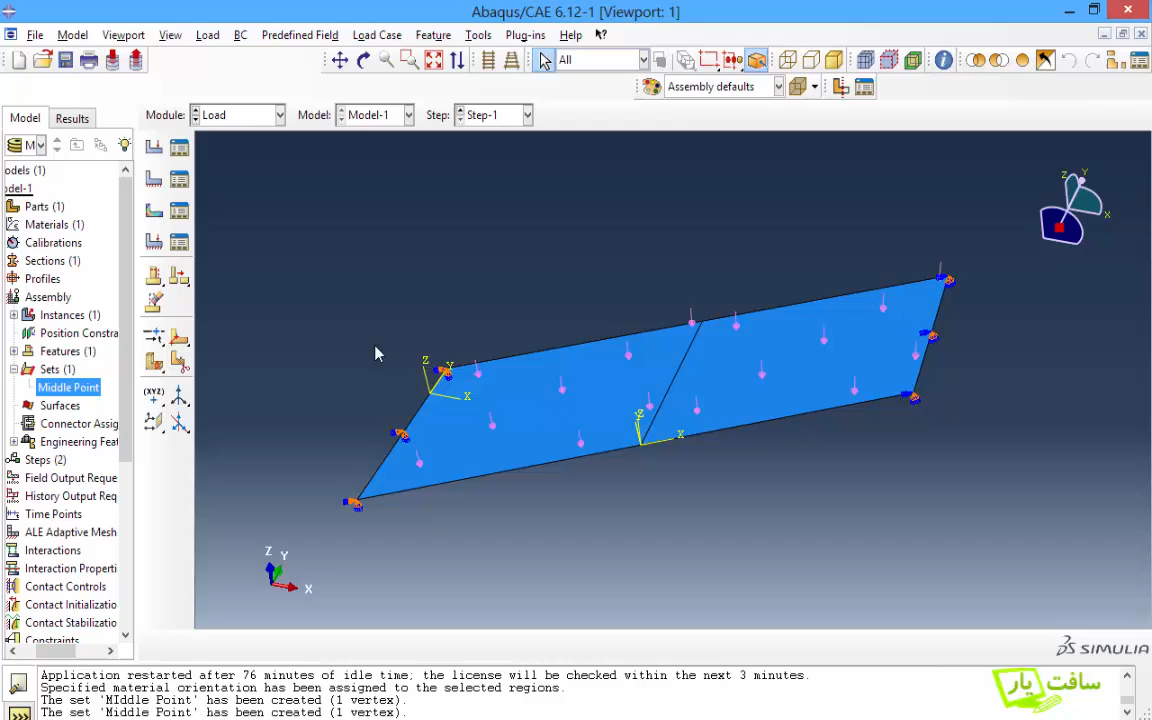 Abaqus/CAE 6.12-1 [Viewport: 1]
File Model Viewport View Load BC Predefined Field Load Case Feature Tools Plug-ins Help
All
Assembly defaults
Model Results
Module: Load Model: Model-1 Step: Step-1
M
odels (1)
odel-1
Parts (1)
Materials (1)
Calibrations
Sections (1)
Profiles
Assembly
Instances (1)
Position Constra
Features (1)
Sets (1)
Middle Point
Surfaces
Connector Assig
Engineering Feat
Steps (2)
Field Output Reque
History Output Req
Time Points
ALE Adaptive Mesh
Interactions
Interaction Properti
Contact Controls
Contact Initializatio
Contact Stabilizatio
Constraints
(XYZ)
Z Y X
Z Y X
Z X
Z Y X
SIMULIA
Application restarted after 76 minutes of idle time; the license will be checked within the next 3 minutes.
Specified material orientation has been assigned to the selected regions.
The set 'MIddle Point' has been created (1 vertex).
The set 'Middle Point' has been created (1 vertex).
>>>
سافت یار